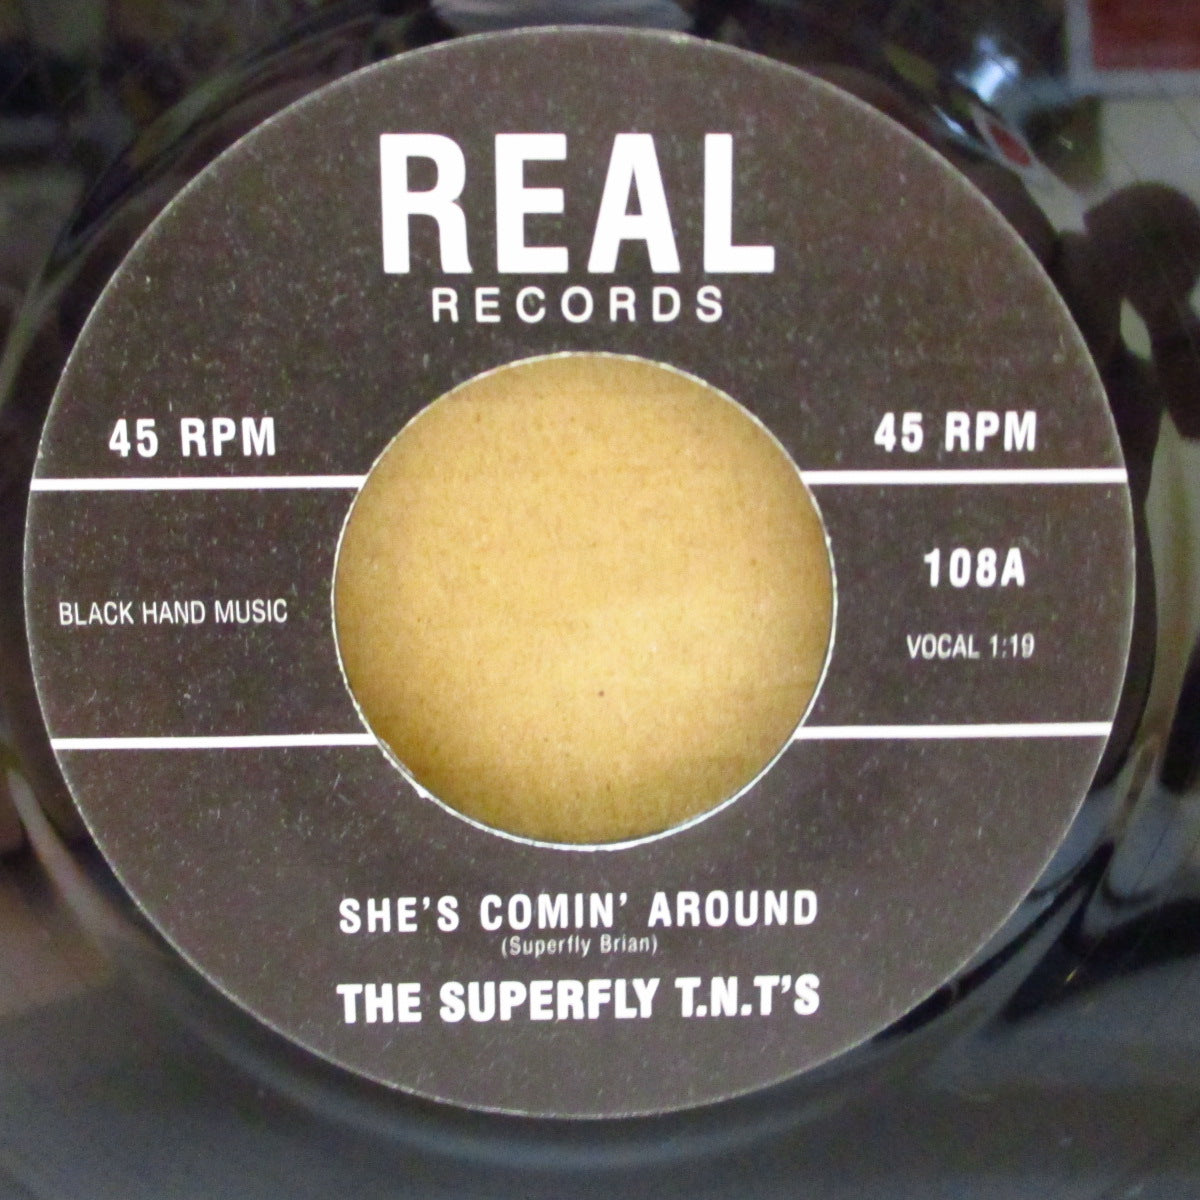 REAL
RECORDS
45 RPM
45 RPM
BLACK HAND MUSIC
108A
VOCAL 1:19
SHE'S COMIN' AROUND
(Superfly Brian)
THE SUPERFLY T.N.T'S